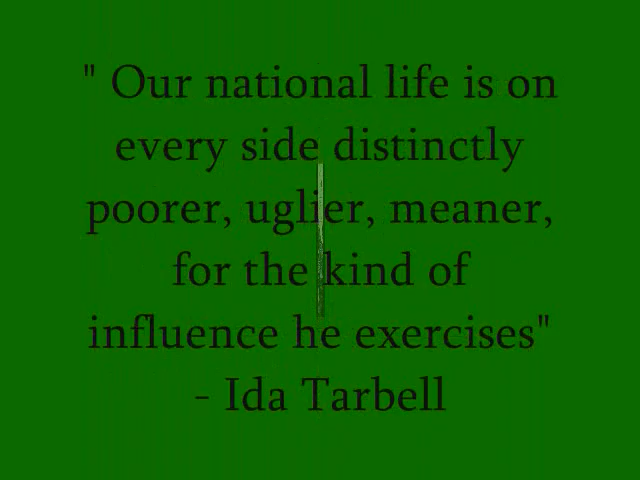 " Our national life is on
every side distinctly
poorer, uglier, meaner,
for the kind of
influence he exercises"
- Ida Tarbell